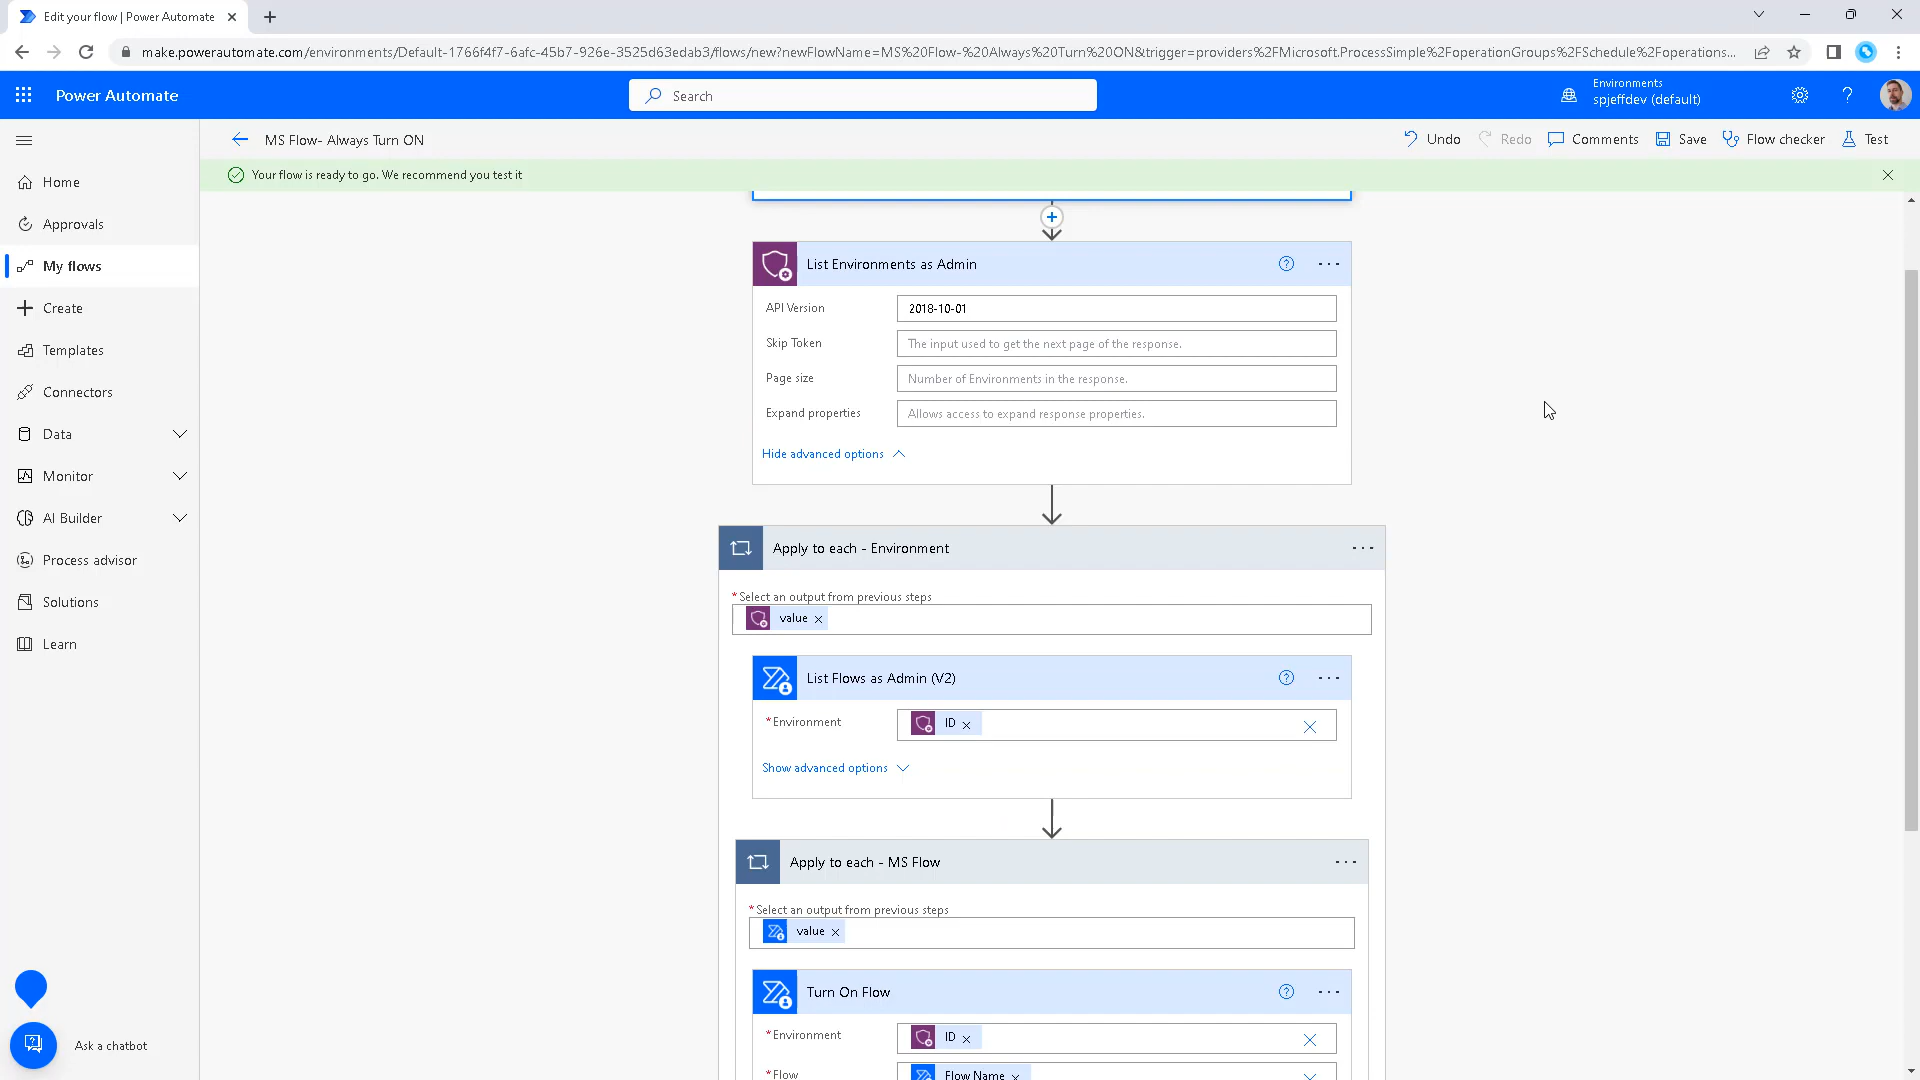 Edit your flow | Power Automate
make.powerautomate.com/environments/Default-1766f4f7-6afc-45b7-926e-3525d63edab3/flows/new?newFlowName=MS%20Flow-%20Always%20Turn%20ON&trigger=providers%2FMicrosoft.ProcessSimple%2FoperationGroups%2FSchedule%2Foperations...
Power Automate
Search
Environments
spjeffdev (default)
MS Flow- Always Turn ON
Undo
Redo
Comments
Save
Flow checker
Test
Your flow is ready to go. We recommend you test it
Home
Approvals
My flows
Create
Templates
Connectors
Data
Monitor
AI Builder
Process advisor
Solutions
Learn
Ask a chatbot
List Environments as Admin
API Version
2018-10-01
Skip Token
The input used to get the next page of the response.
Page size
Number of Environments in the response.
Expand properties
Allows access to expand response properties.
Hide advanced options
Apply to each - Environment
*Select an output from previous steps
value
List Flows as Admin (V2)
*Environment
ID
Show advanced options
Apply to each - MS Flow
*Select an output from previous steps
value
Turn On Flow
*Environment
ID
*Flow
Flow Name